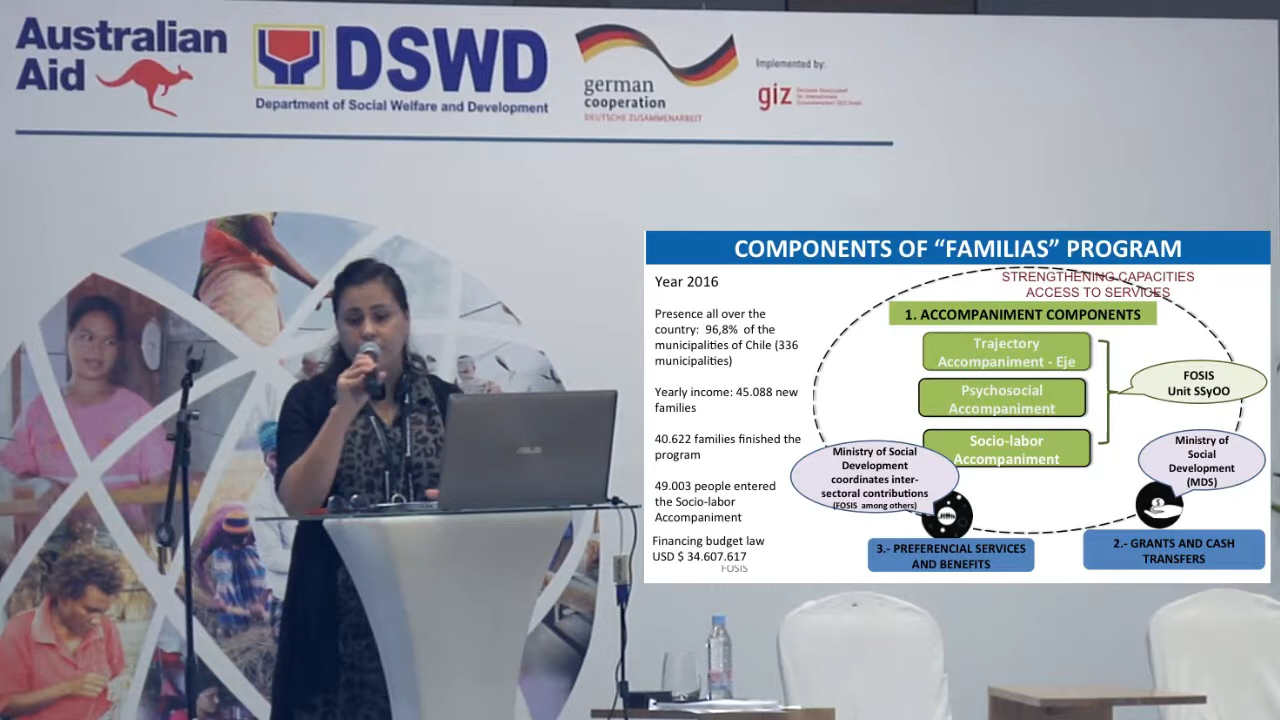 Australian
Aid
DSWD
Department of Social Welfare and Development
german
cooperation
DEUTSCHE ZUSAMMENARBEIT
Implemented by:
giz
COMPONENTS OF “FAMILIAS” PROGRAM
Year 2016
Presence all over the
country: 96,8% of the
municipalities of Chile (336
municipalities)
Yearly income: 45.088 new
families
40.622 families finished the
program
49.003 people entered
the Socio-labor
Accompaniment
Financing budget law
USD $ 34.607.617
FOSIS
STRENGTHENING CAPACITIES
ACCESS TO SERVICES
1. ACCOMPANIMENT COMPONENTS
Trajectory
Accompaniment - Eje
Psychosocial
Accompaniment
Socio-labor
Accompaniment
FOSIS
Unit SSyOO
Ministry of Social
Development
coordinates inter-
sectoral contributions
(FOSIS among others)
Ministry of
Social
Development
(MDS)
3.- PREFERENCIAL SERVICES
AND BENEFITS
2.- GRANTS AND CASH
TRANSFERS
ASUS